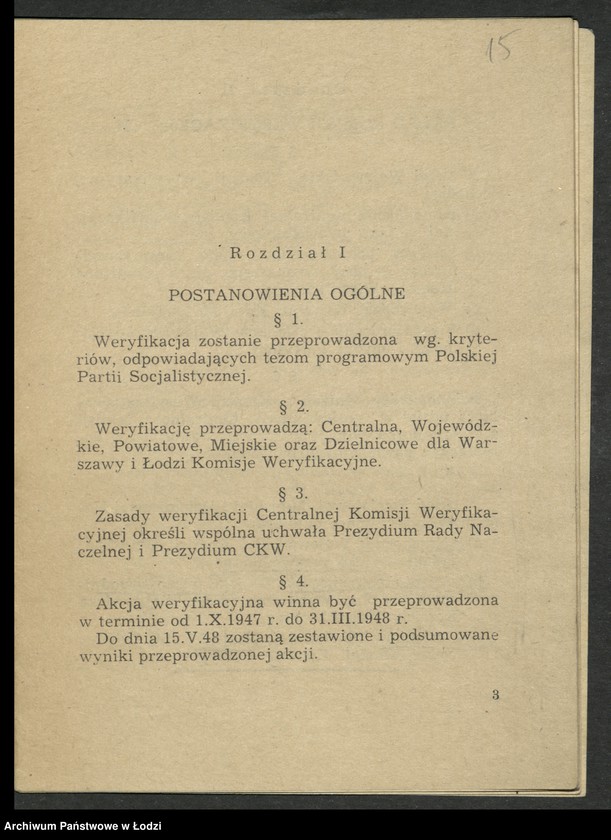 15
Rozdział I
POSTANOWIENIA OGÓLNE
§ 1.
Weryfikacja zostanie przeprowadzona wg. kryte-
riów, odpowiadających tezom programowym Polskiej
Partii Socjalistycznej.
§ 2.
Weryfikację przeprowadzą: Centralna, Wojewódz-
kie, Powiatowe, Miejskie oraz Dzielnicowe dla War-
szawy i Łodzi Komisje Weryfikacyjne.
§ 3.
Zasady weryfikacji Centralnej Komisji Weryfika-
cyjnej określi wspólna uchwała Prezydium Rady Na-
czelnej i Prezydium CKW.
§ 4.
Akcja weryfikacyjna winna być przeprowadzona
w terminie od 1.X.1947 r. do 31.III.1948 r.
Do dnia 15.V.48 zostaną zestawione i podsumowane
wyniki przeprowadzonej akcji.
3
Archiwum Państwowe w Łodzi